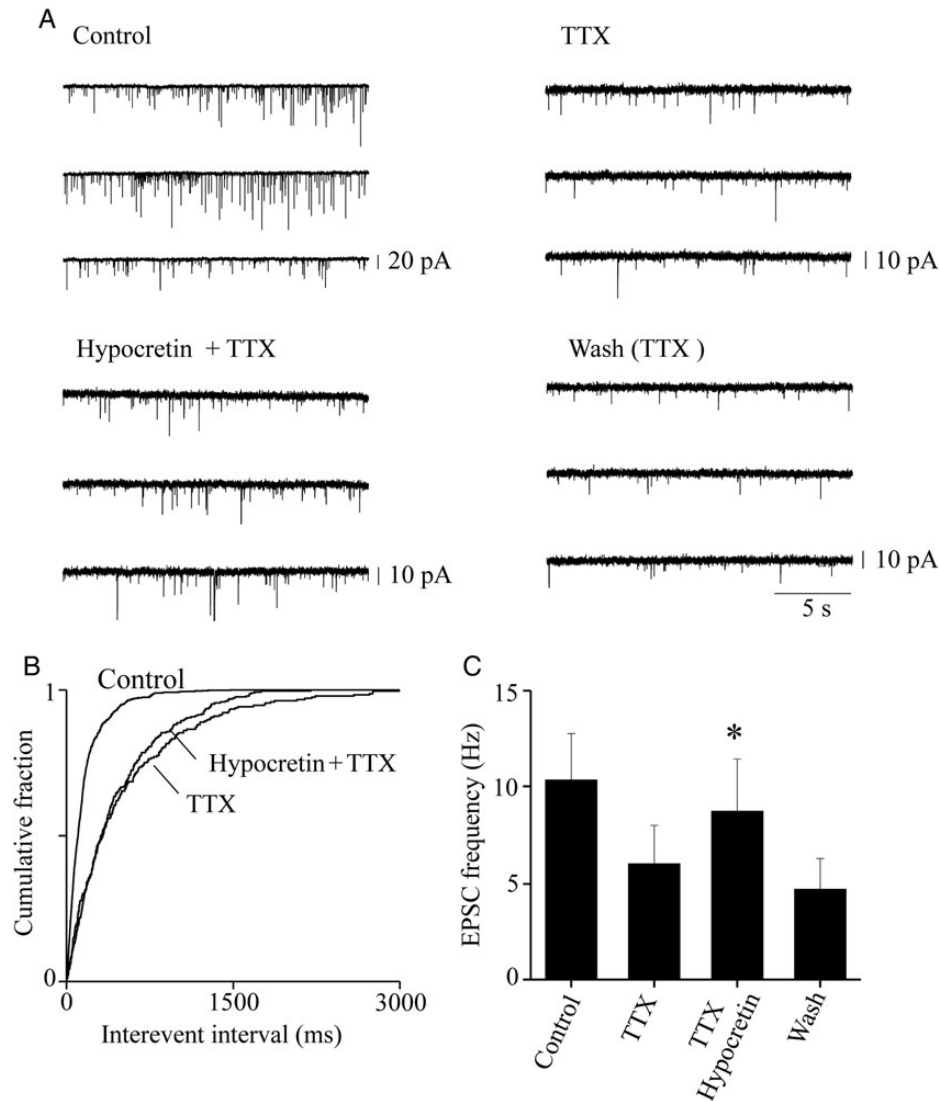 A
Control
TTX
20 pA
10 pA
Hypocretin + TTX
Wash (TTX )
10 pA
10 pA
5 s
B
Control
1
Hypocretin + TTX
TTX
Cumulative fraction
0
0
1500
3000
Interevent interval (ms)
C
15
*
10
5
0
EPSC frequency (Hz)
Control
TTX
TTX
Hypocretin
Wash